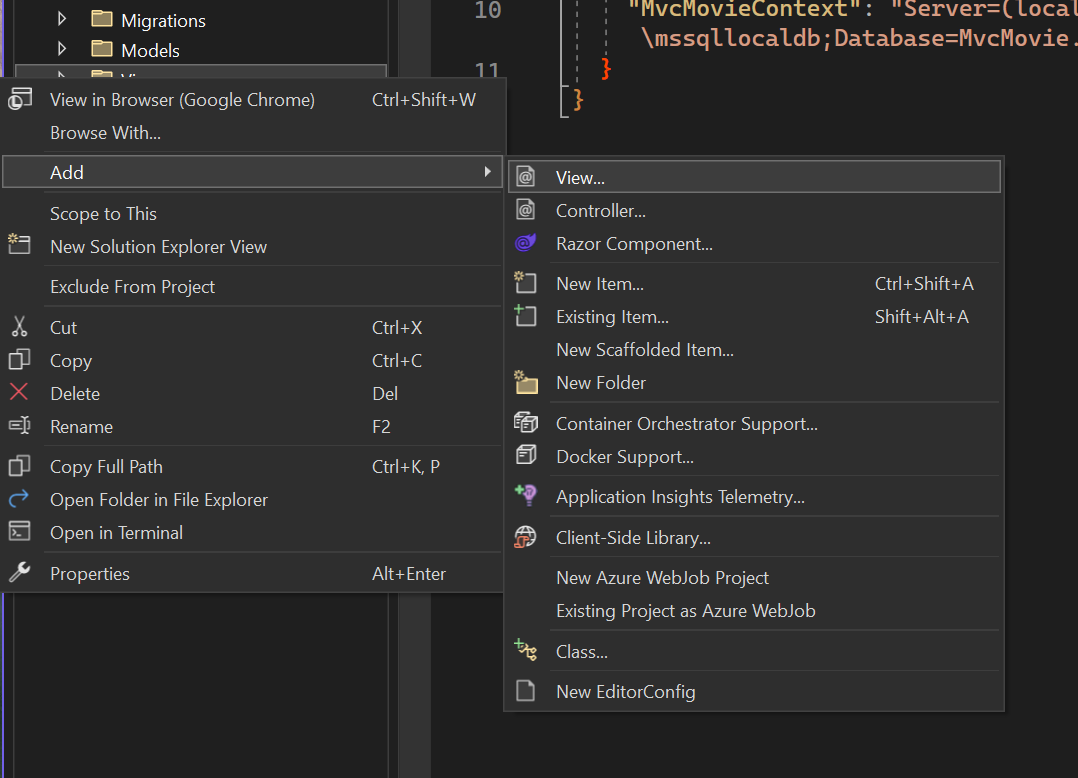 Migrations
Models
10
"MvcMovieContext": "Server=(local
\mssqllocaldb;Database=MvcMovie.
}
11
}
View in Browser (Google Chrome) Ctrl+Shift+W
Browse With...
Add
Scope to This
New Solution Explorer View
Exclude From Project
Cut Ctrl+X
Copy Ctrl+C
Delete Del
Rename F2
Copy Full Path Ctrl+K, P
Open Folder in File Explorer
Open in Terminal
Properties Alt+Enter
View...
Controller...
Razor Component...
New Item... Ctrl+Shift+A
Existing Item... Shift+Alt+A
New Scaffolded Item...
New Folder
Container Orchestrator Support...
Docker Support...
Application Insights Telemetry...
Client-Side Library...
New Azure WebJob Project
Existing Project as Azure WebJob
Class...
New EditorConfig